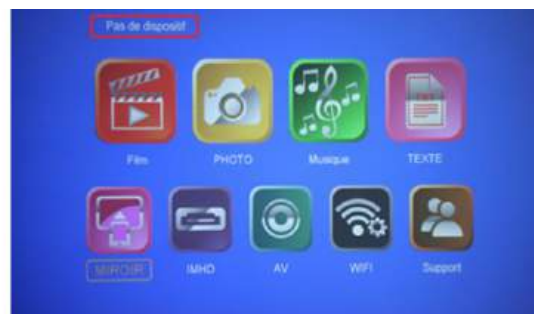 Pas de dispositif
Film PHOTO Musique TEXTE
MIROIR IMHD AV WIFI Support